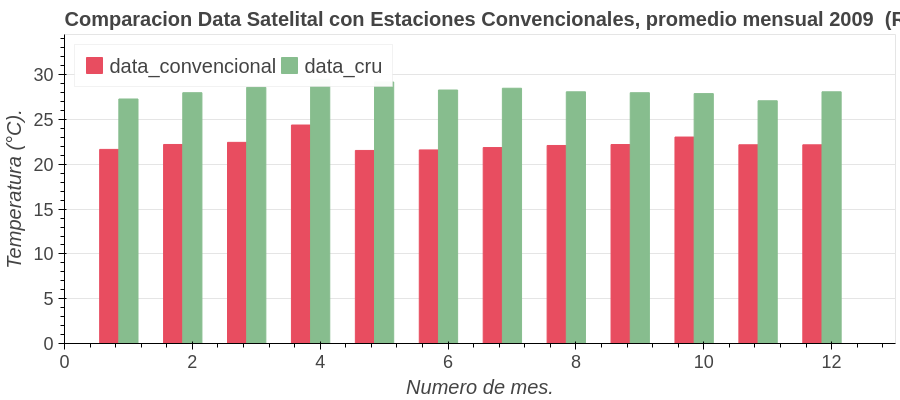 Comparacion Data Satelital con Estaciones Convencionales, promedio mensual 2009 (R
data_convencional data_cru
Temperatura (°C).
30
25
20
15
10
5
0
0 2 4 6 8 10 12
Numero de mes.